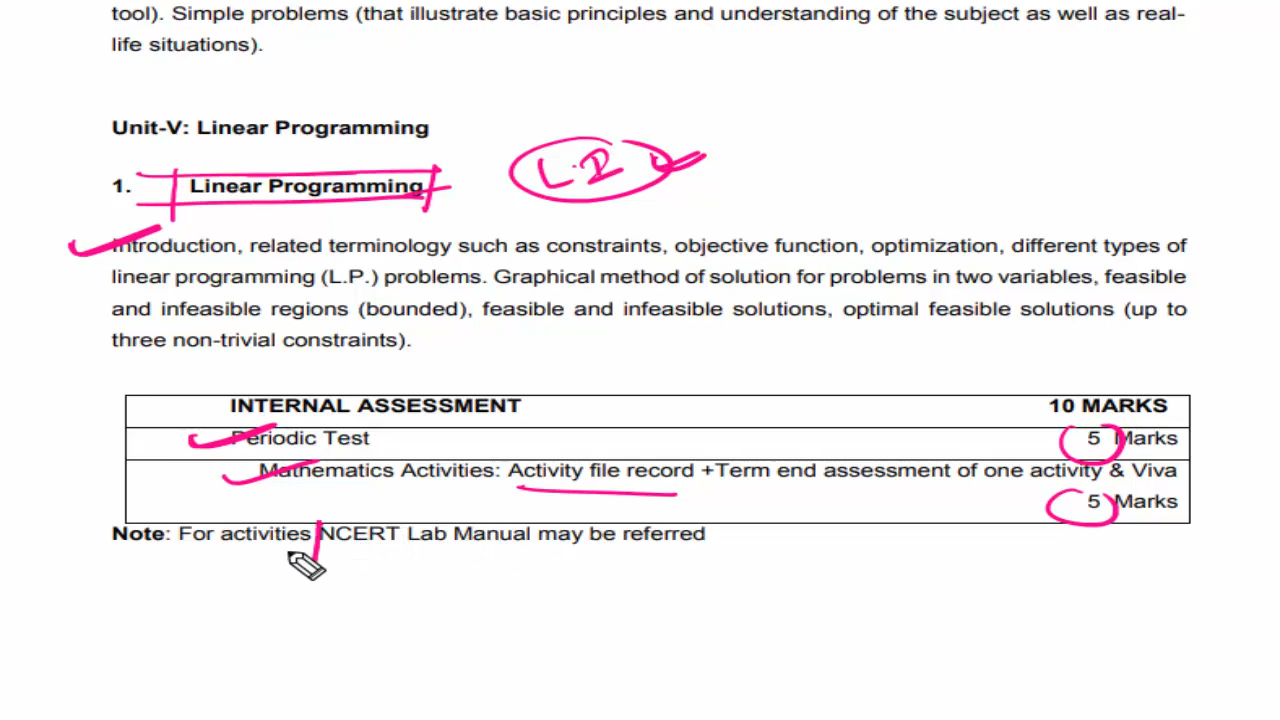 tool). Simple problems (that illustrate basic principles and understanding of the subject as well as real-
life situations).
Unit-V: Linear Programming
1. Linear Programming
L.P
Introduction, related terminology such as constraints, objective function, optimization, different types of
linear programming (L.P.) problems. Graphical method of solution for problems in two variables, feasible
and infeasible regions (bounded), feasible and infeasible solutions, optimal feasible solutions (up to
three non-trivial constraints).
INTERNAL ASSESSMENT 10 MARKS
Periodic Test 5 Marks
Mathematics Activities: Activity file record +Term end assessment of one activity & Viva
5 Marks
Note: For activities NCERT Lab Manual may be referred